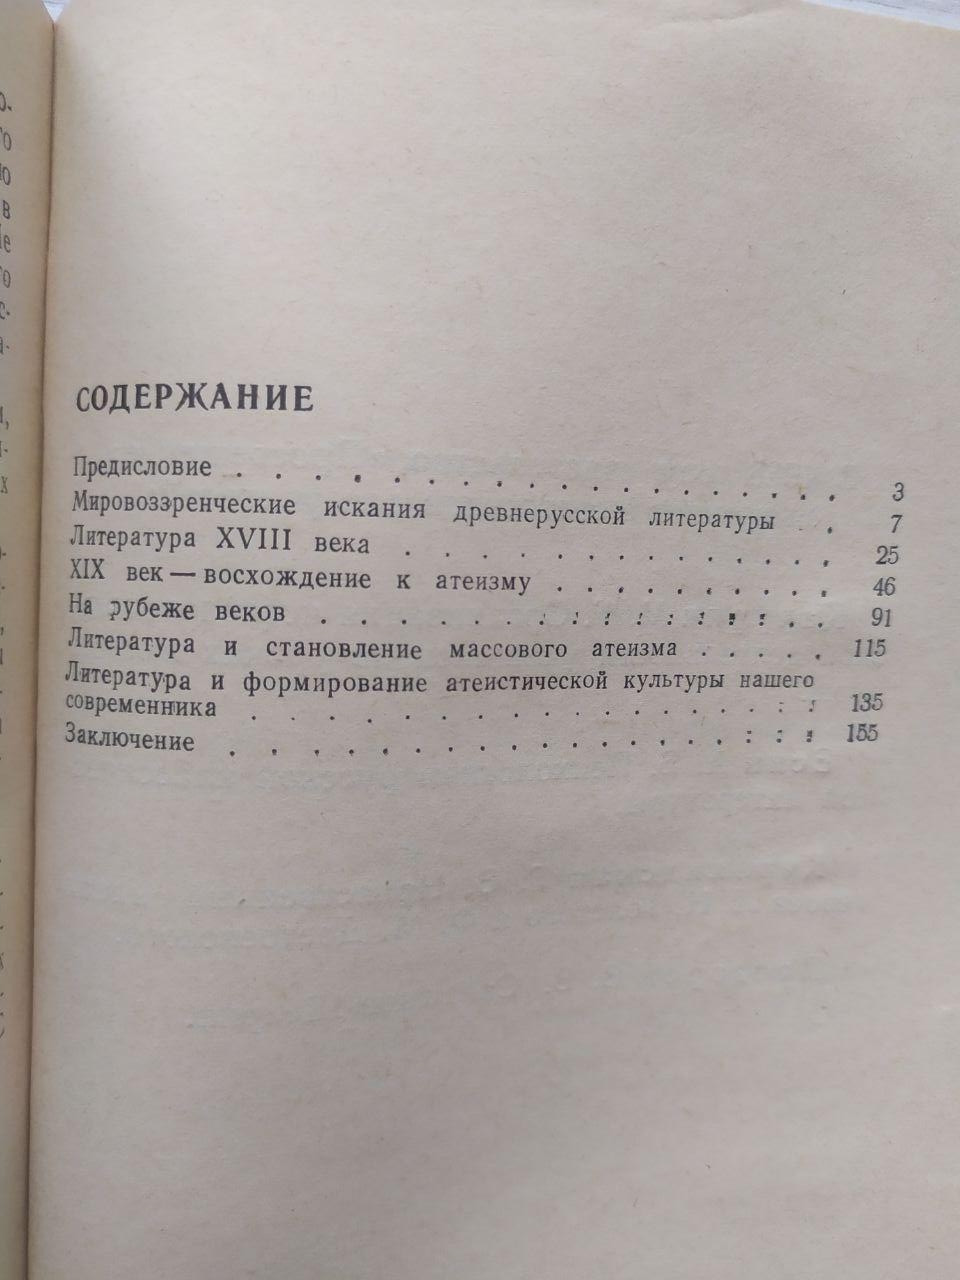 СОДЕРЖАНИЕ
Предисловие . . . . . . . . . . . . . . . . . . 3
Мировоззренческие искания древнерусской литературы . . 7
Литература XVIII века . . . . . . . . . . . . 25
XIX век — восхождение к атеизму . . . . . . . . . 46
На рубеже веков . . . . . . . . . . . . . . . 91
Литература и становление массового атеизма . . . . . 115
Литература и формирование атеистической культуры нашего
современника . . . . . . . . . . . . . . . . 135
Заключение . . . . . . . . . . . . . . . . . 155